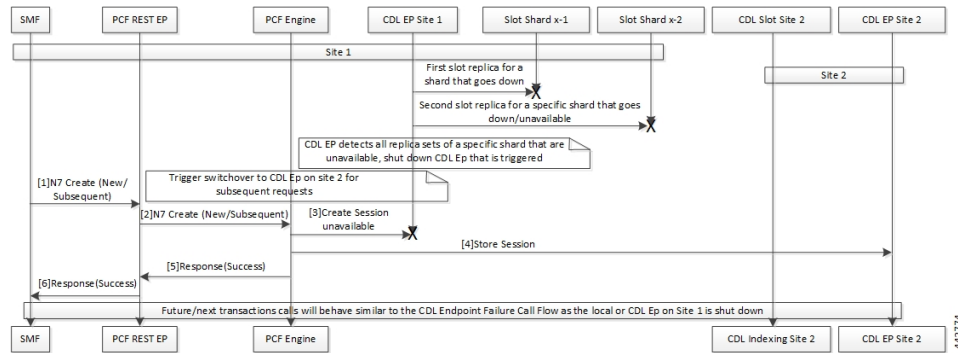 SMF
PCF REST EP
PCF Engine
CDL EP Site 1
Slot Shard x-1
Slot Shard x-2
CDL Slot Site 2
CDL EP Site 2
Site 1
First slot replica for a
shard that goes down
Site 2
Second slot replica for a specific shard that goes
down/unavailable
CDL EP detects all replica sets of a specific shard that are
unavailable, shut down CDL Ep that is triggered
[1]N7 Create (New/
Subsequent)
Trigger switchover to CDL Ep on site 2 for
subsequent requests
[2]N7 Create (New/Subsequent)
[3]Create Session
unavailable
[4]Store Session
[5]Response(Success)
[6]Response(Success)
Future/next transactions calls will behave similar to the CDL Endpoint Failure Call Flow as the local or CDL Ep on Site 1 is shut down
SMF
PCF REST EP
PCF Engine
CDL Indexing Site 2
CDL EP Site 2
442774